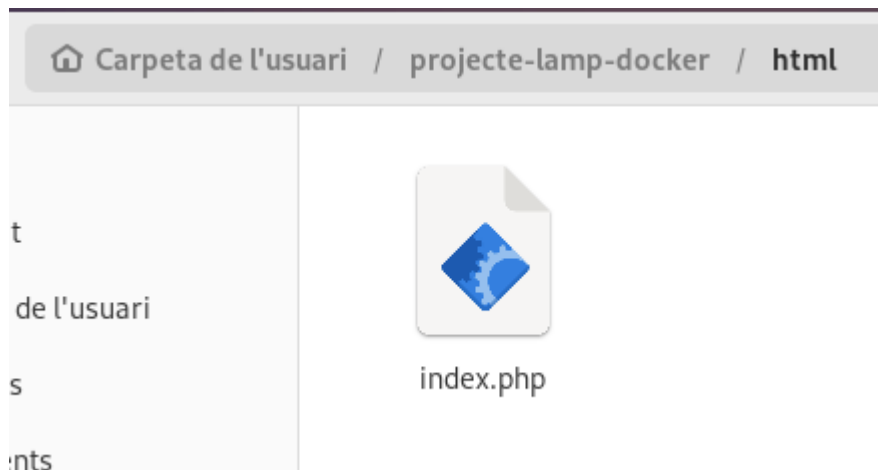 Carpeta de l'usuari / projecte-lamp-docker / html
t
de l'usuari
s
ents
index.php